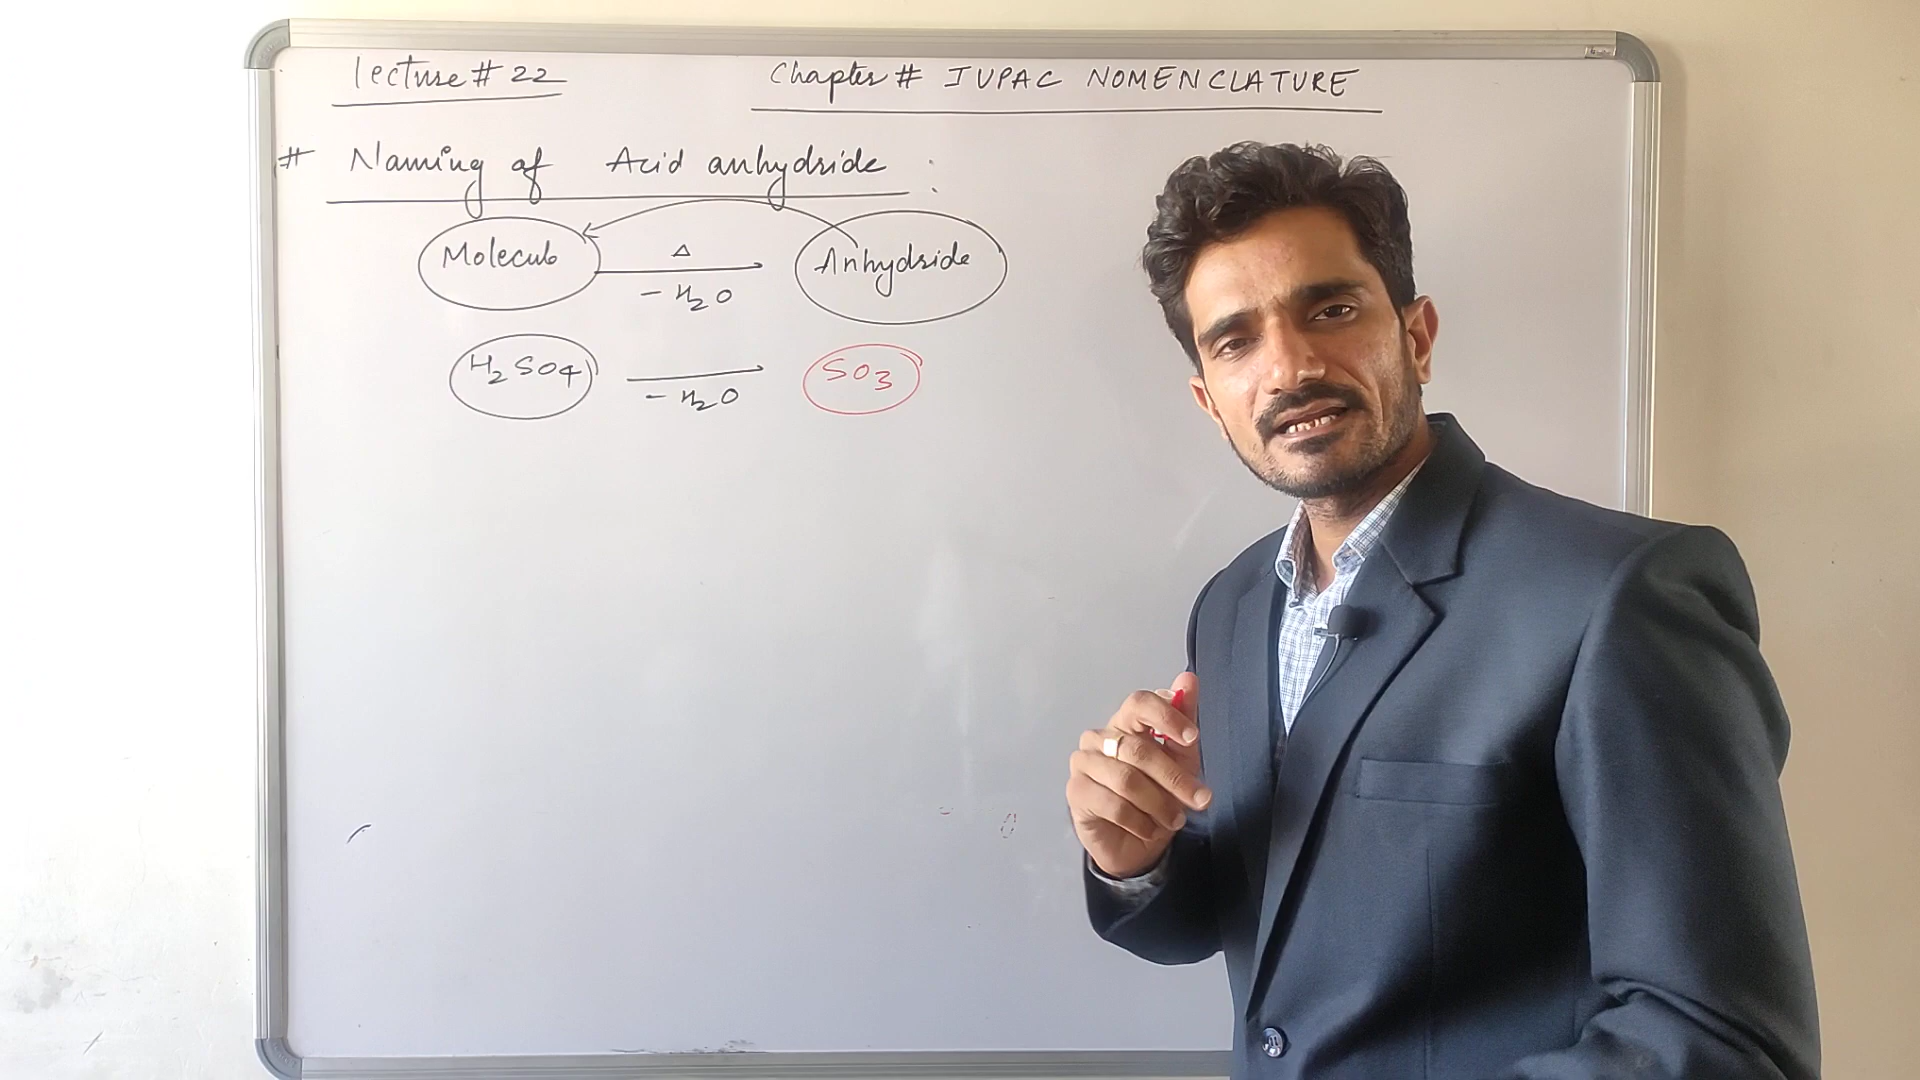 Lecture # 22
Chapter # IUPAC NOMENCLATURE
# Naming of Acid anhydride :
Molecule Δ Anhydride
- H2O
H2SO4 SO3
- H2O